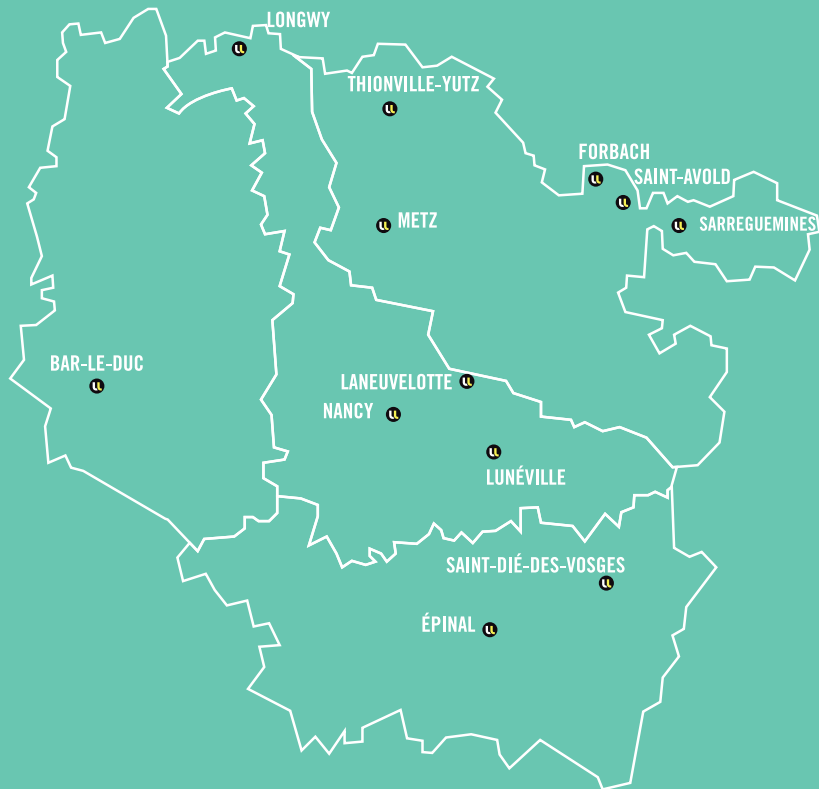 LONGWY
THIONVILLE-YUTZ
FORBACH
SAINT-AVOLD
METZ
SARREGUEMINES
BAR-LE-DUC
LANEUVELOTTE
NANCY
LUNÉVILLE
SAINT-DIÉ-DES-VOSGES
ÉPINAL